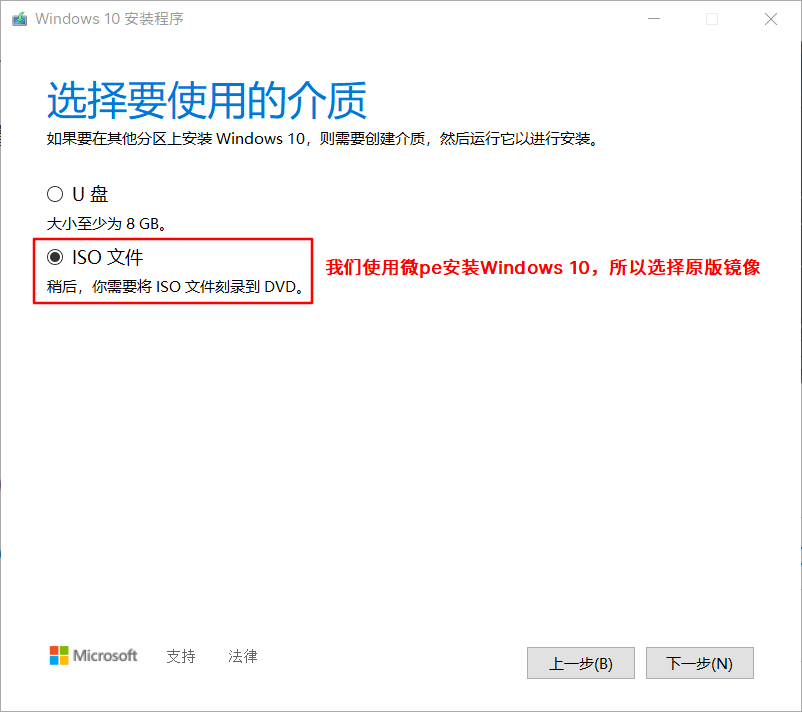 Windows 10 安装程序
选择要使用的介质
如果要在其他分区上安装 Windows 10，则需要创建介质，然后运行它以进行安装。
U 盘
大小至少为 8 GB。
ISO 文件
我们使用微pe安装Windows 10，所以选择原版镜像
稍后，你需要将 ISO 文件刻录到 DVD。
Microsoft 支持 法律 上一步(B) 下一步(N)